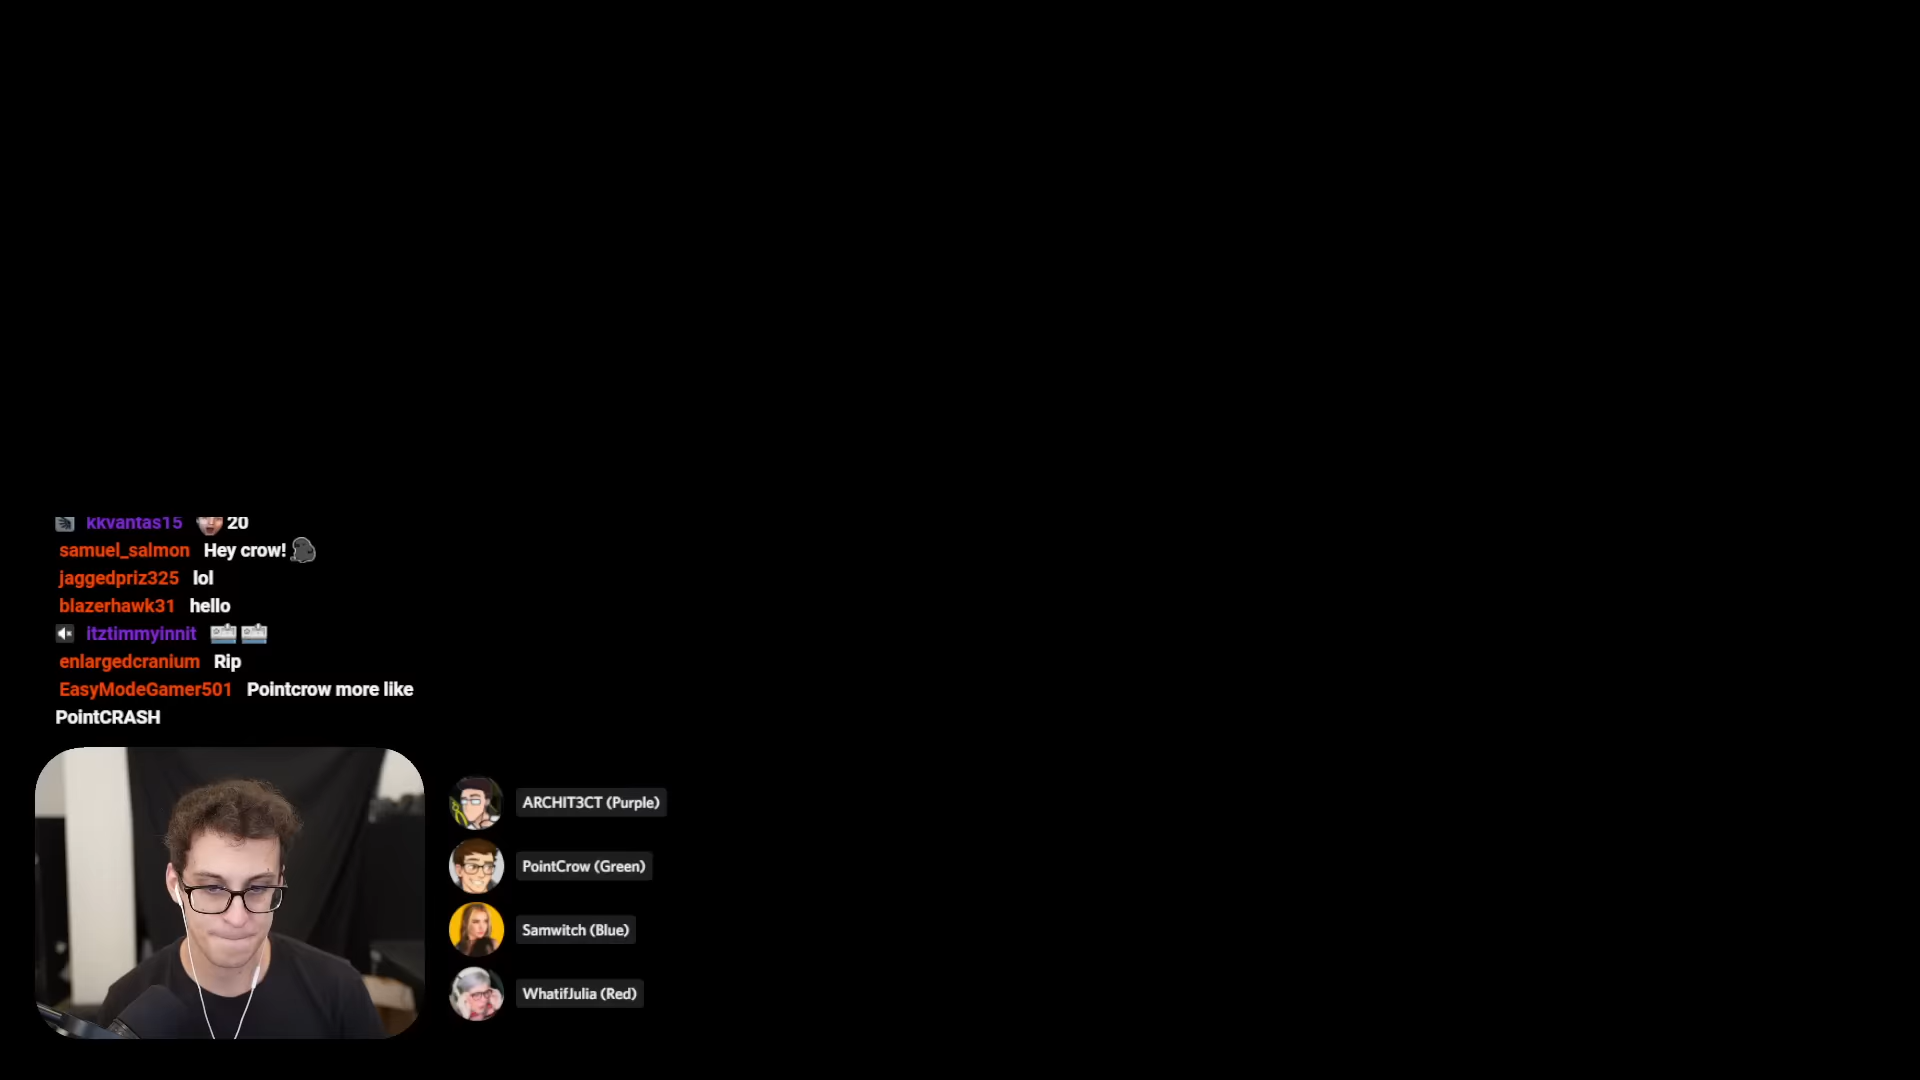 kkvantas15 20
samuel_salmon Hey crow!
jaggedpriz325 lol
blazerhawk31 hello
itztimmyinnit
enlargedcranium Rip
EasyModeGamer501 Pointcrow more like
PointCRASH
ARCHIT3CT (Purple)
PointCrow (Green)
Samwitch (Blue)
WhatifJulia (Red)